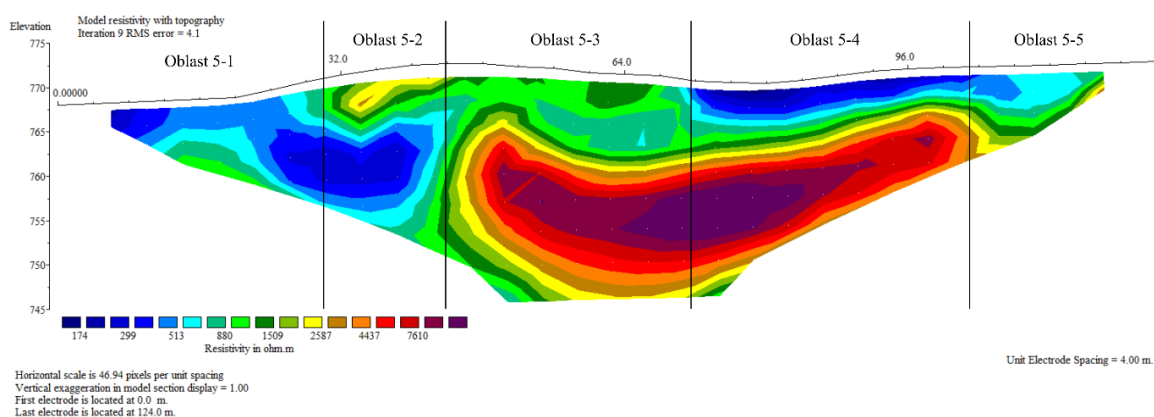 Model resistivity with topography
Iteration 9 RMS error = 4.1
Elevation
Oblast 5-1
Oblast 5-2
Oblast 5-3
Oblast 5-4
Oblast 5-5
775
770
765
760
755
750
745
0.00000
32.0
64.0
96.0
174 299 513 880 1509 2587 4437 7610
Resistivity in ohm.m
Unit Electrode Spacing = 4.00 m.
Horizontal scale is 46.94 pixels per unit spacing
Vertical exaggeration in model section display = 1.00
First electrode is located at 0.0 m.
Last electrode is located at 124.0 m.